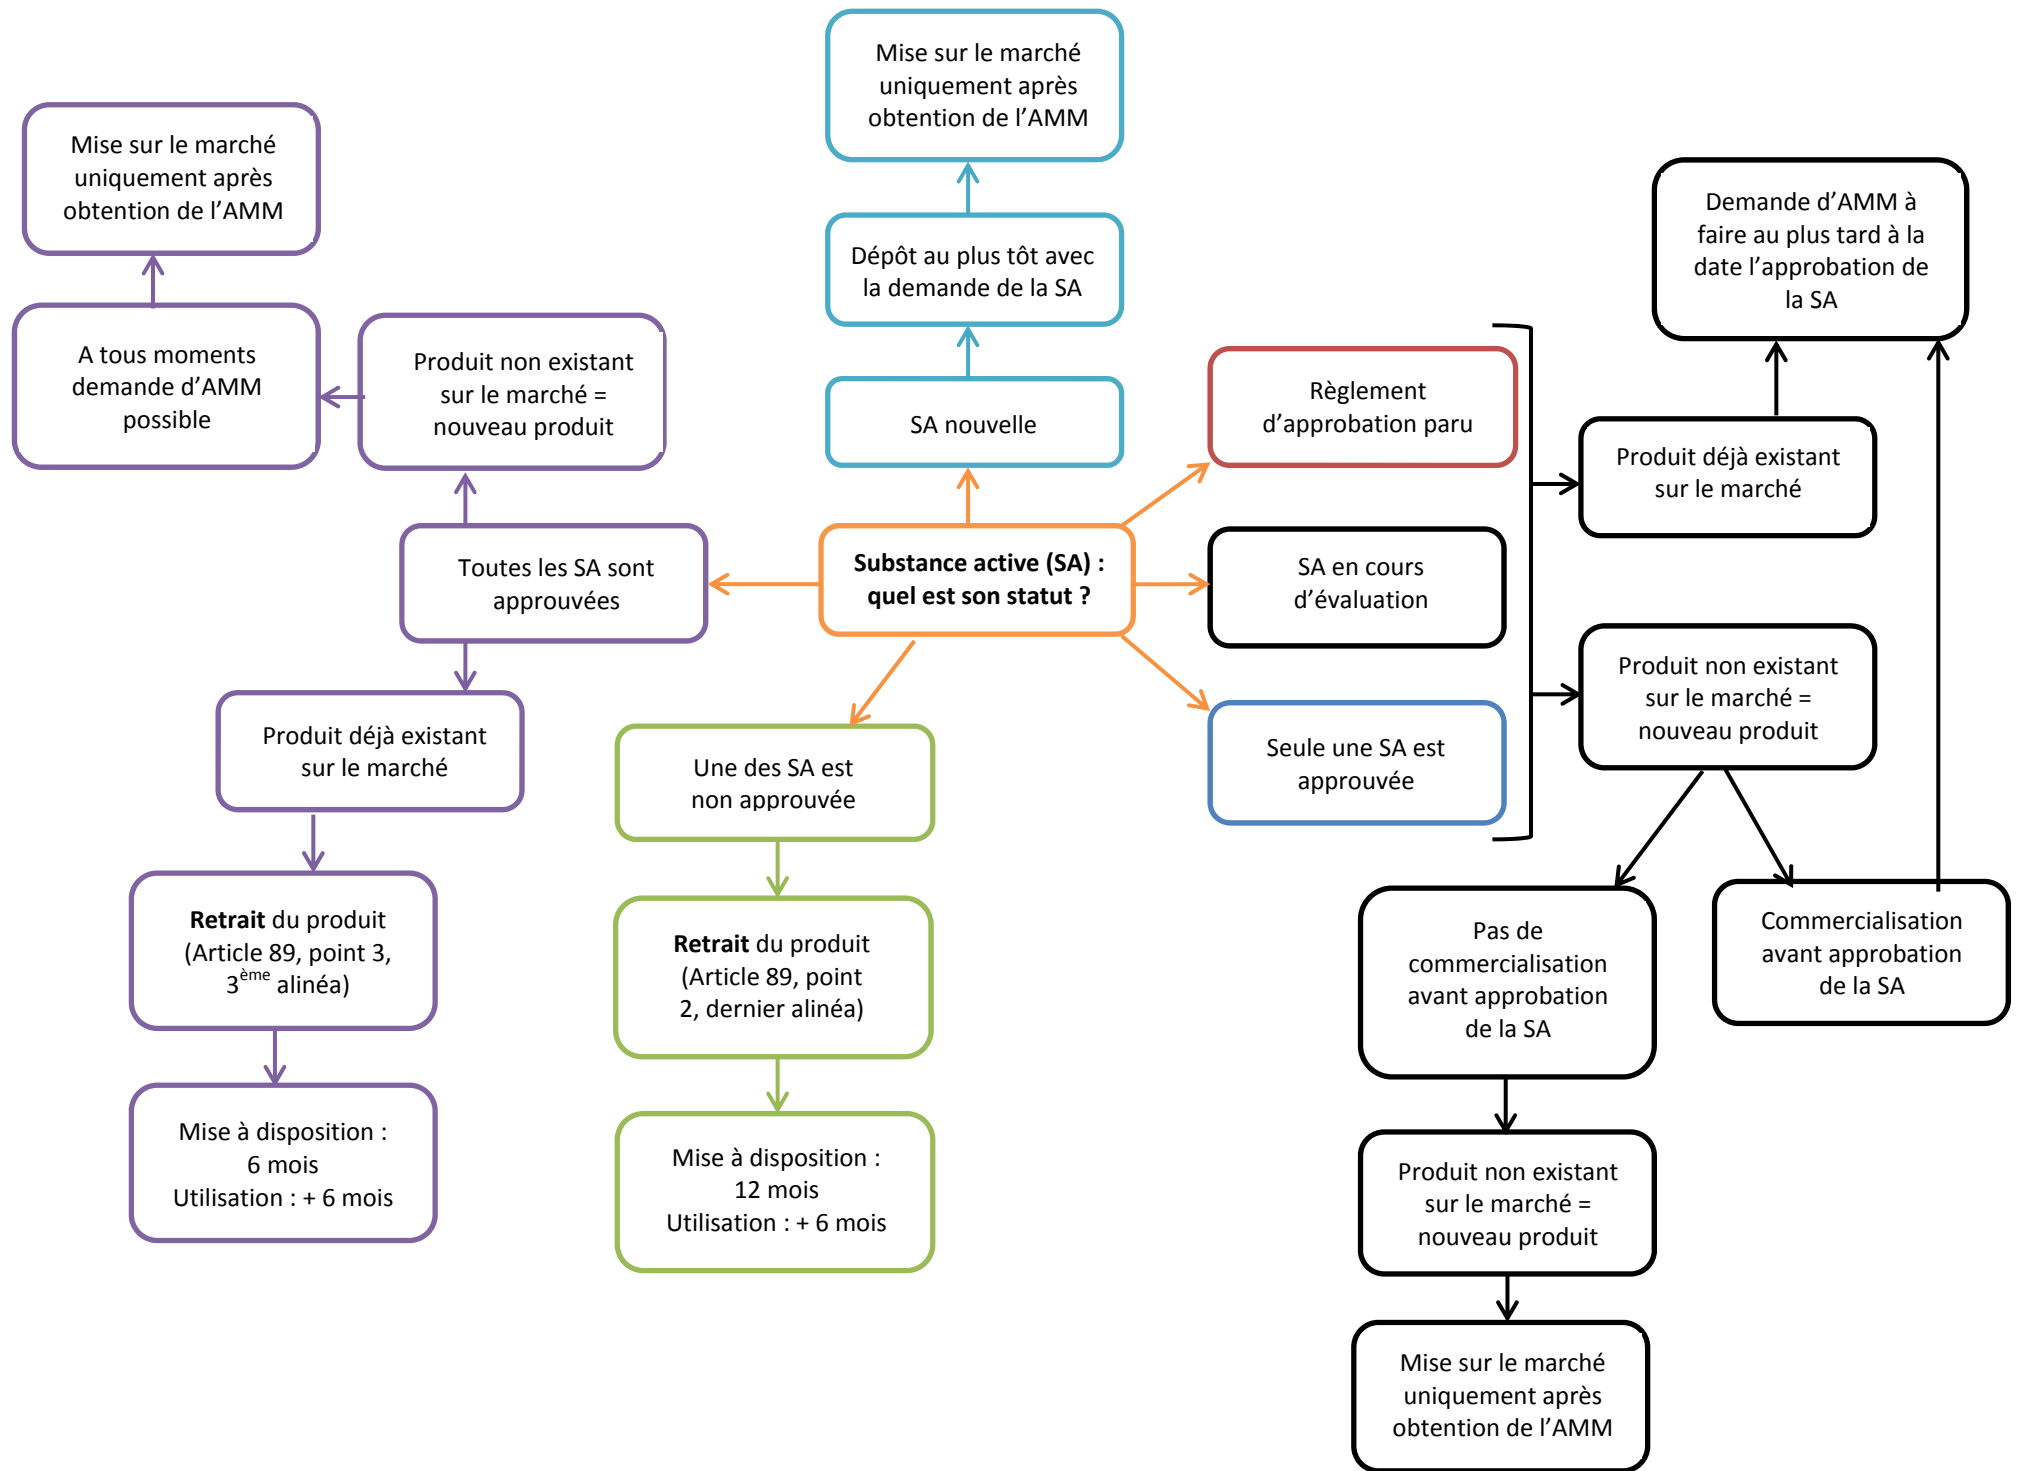 Mise sur le marché
uniquement après
obtention de l'AMM
Mise sur le marché
uniquement après
obtention de l'AMM
Demande d'AMM à
faire au plus tard à la
date l'approbation de
la SA
Dépôt au plus tôt avec
la demande de la SA
A tous moments
demande d'AMM
possible
Produit non existant
sur le marché =
nouveau produit
SA nouvelle
Règlement
d'approbation paru
Produit déjà existant
sur le marché
Toutes les SA sont
approuvées
Substance active (SA) :
quel est son statut ?
SA en cours
d'évaluation
Produit non existant
sur le marché =
nouveau produit
Produit déjà existant
sur le marché
Une des SA est
non approuvée
Seule une SA est
approuvée
Retrait du produit
(Article 89, point 3,
3ème alinéa)
Retrait du produit
(Article 89, point
2, dernier alinéa)
Pas de
commercialisation
avant approbation
de la SA
Commercialisation
avant approbation
de la SA
Mise à disposition :
6 mois
Utilisation : + 6 mois
Mise à disposition :
12 mois
Utilisation : + 6 mois
Produit non existant
sur le marché =
nouveau produit
Mise sur le marché
uniquement après
obtention de l'AMM